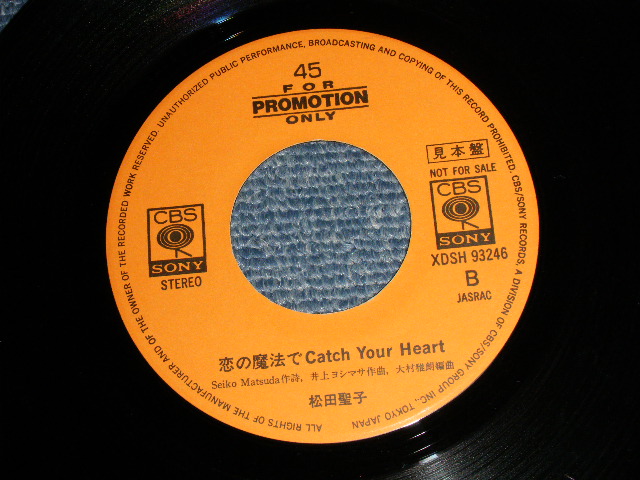 45
FOR
PROMOTION
ONLY
見本盤
NOT FOR SALE
CBS
SONY
STEREO
CBS
SONY
XDSH 93246
B
JASRAC
恋の魔法でCatch Your Heart
Seiko Matsuda作詩, 井上ヨシマサ作曲, 大村雅朗編曲
松田聖子
ALL RIGHTS OF THE MANUFACTURER AND OF THE OWNER OF THE RECORDED WORK RESERVED. UNAUTHORIZED PUBLIC PERFORMANCE, BROADCASTING AND COPYING OF THIS RECORD PROHIBITED. CBS/SONY RECORDS, A DIVISION OF CBS/SONY GROUP INC., TOKYO JAPAN